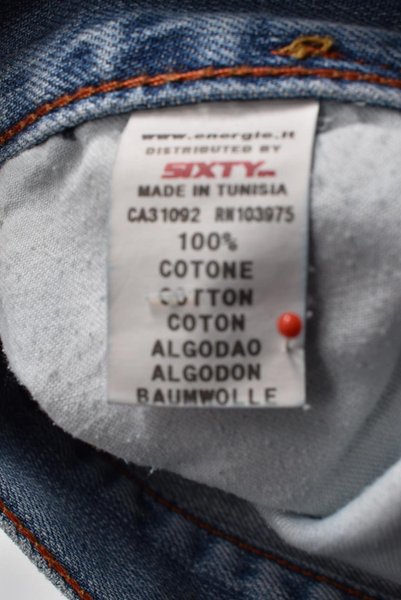 www.energie.it
DISTRIBUTED BY
SIXTY
MADE IN TUNISIA
CA31092 RN103975
100%
COTONE
COTTON
COTON
ALGODAO
ALGODON
BAUMWOLLE